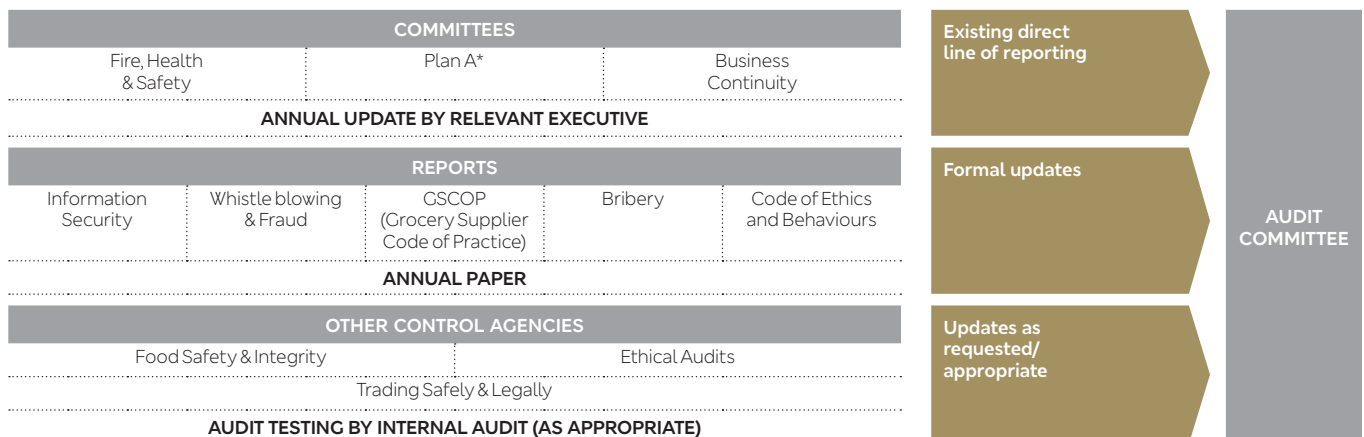 COMMITTEES
Fire, Health
& Safety
Plan A*
Business
Continuity
ANNUAL UPDATE BY RELEVANT EXECUTIVE
Existing direct
line of reporting
REPORTS
Information
Security
Whistle blowing
& Fraud
GSCOP
(Grocery Supplier
Code of Practice)
Bribery
Code of Ethics
and Behaviours
ANNUAL PAPER
Formal updates
OTHER CONTROL AGENCIES
Food Safety & Integrity
Ethical Audits
Trading Safely & Legally
AUDIT TESTING BY INTERNAL AUDIT (AS APPROPRIATE)
Updates as
requested/
appropriate
AUDIT
COMMITTEE